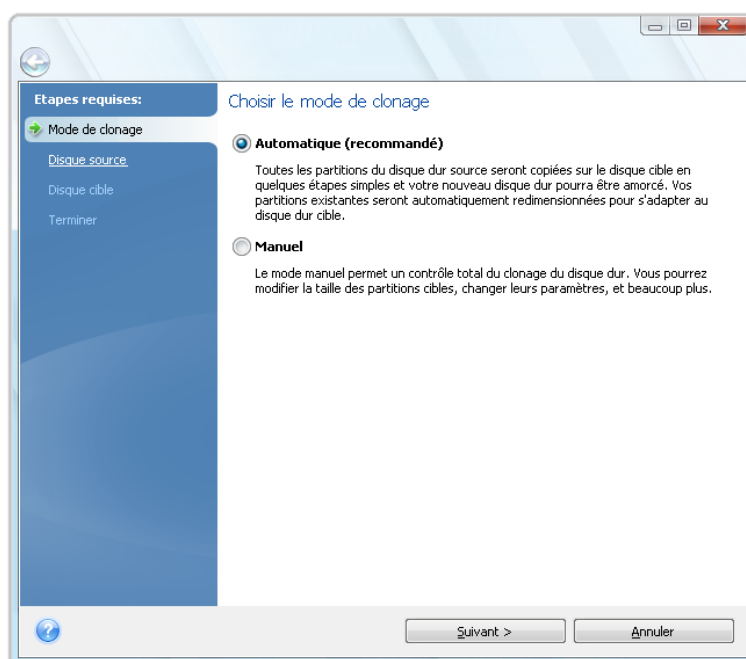 Etapes requises:
Mode de clonage
Disque source
Disque cible
Terminer
Choisir le mode de clonage
Automatique (recommandé)
Toutes les partitions du disque dur source seront copiées sur le disque cible en
quelques étapes simples et votre nouveau disque dur pourra être amorcé. Vos
partitions existantes seront automatiquement redimensionnées pour s'adapter au
disque dur cible.
Manuel
Le mode manuel permet un contrôle total du clonage du disque dur. Vous pourrez
modifier la taille des partitions cibles, changer leurs paramètres, et beaucoup plus.
Suivant >
Annuler